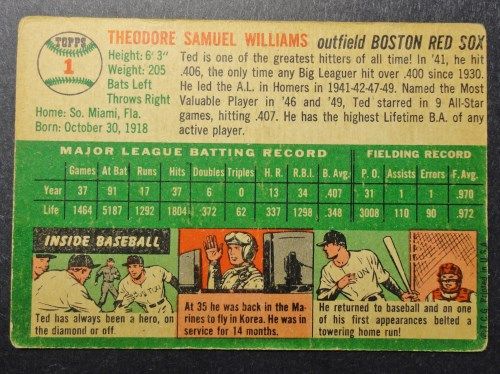 TOPPS
1
THEODORE SAMUEL WILLIAMS outfield BOSTON RED SOX
Height: 6' 3"
Weight: 205
Bats Left
Throws Right
Home: So. Miami, Fla.
Born: October 30, 1918
Ted is one of the greatest hitters of all time! In '41, he hit
.406, the only time any Big Leaguer hit over .400 since 1930.
He led the A.L. in Homers in 1941-42-47-49. Named the Most
Valuable Player in '46 and '49, Ted starred in 9 All-Star
games, hitting .407. He has the highest Lifetime B.A. of any
active player.
MAJOR LEAGUE BATTING RECORD FIELDING RECORD
Games At Bat Runs Hits Doubles Triples H. R. R.B.I. B. Avg. P. O. Assists Errors F. Avg.
Year 37 91 17 37 6 0 13 34 .407 31 1 1 .970
Life 1464 5187 1292 1804 372 62 337 1298 .348 3008 110 90 .972
INSIDE BASEBALL
Ted has always been a hero, on
the diamond or off.
At 35 he was back in the Ma-
rines to fly in Korea. He was in
service for 14 months.
He returned to baseball and on one
of his first appearances belted a
towering home run!
© T. C. G. Printed in U.S.A.